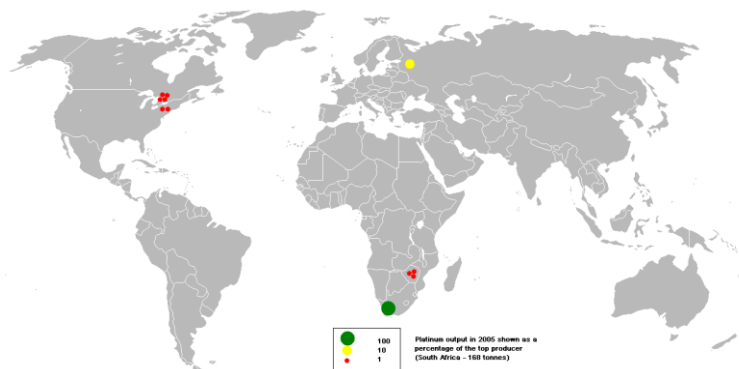 100
10
1
Platinum output in 2005 shown as a
percentage of the top producer
(South Africa - 168 tonnes)